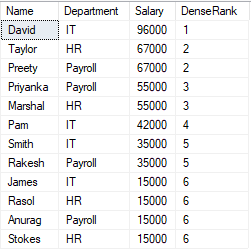 Name Department Salary DenseRank
David IT 96000 1
Taylor HR 67000 2
Preety Payroll 67000 2
Priyanka Payroll 55000 3
Marshal HR 55000 3
Pam IT 42000 4
Smith IT 35000 5
Rakesh Payroll 35000 5
James IT 15000 6
Rasol HR 15000 6
Anurag Payroll 15000 6
Stokes HR 15000 6